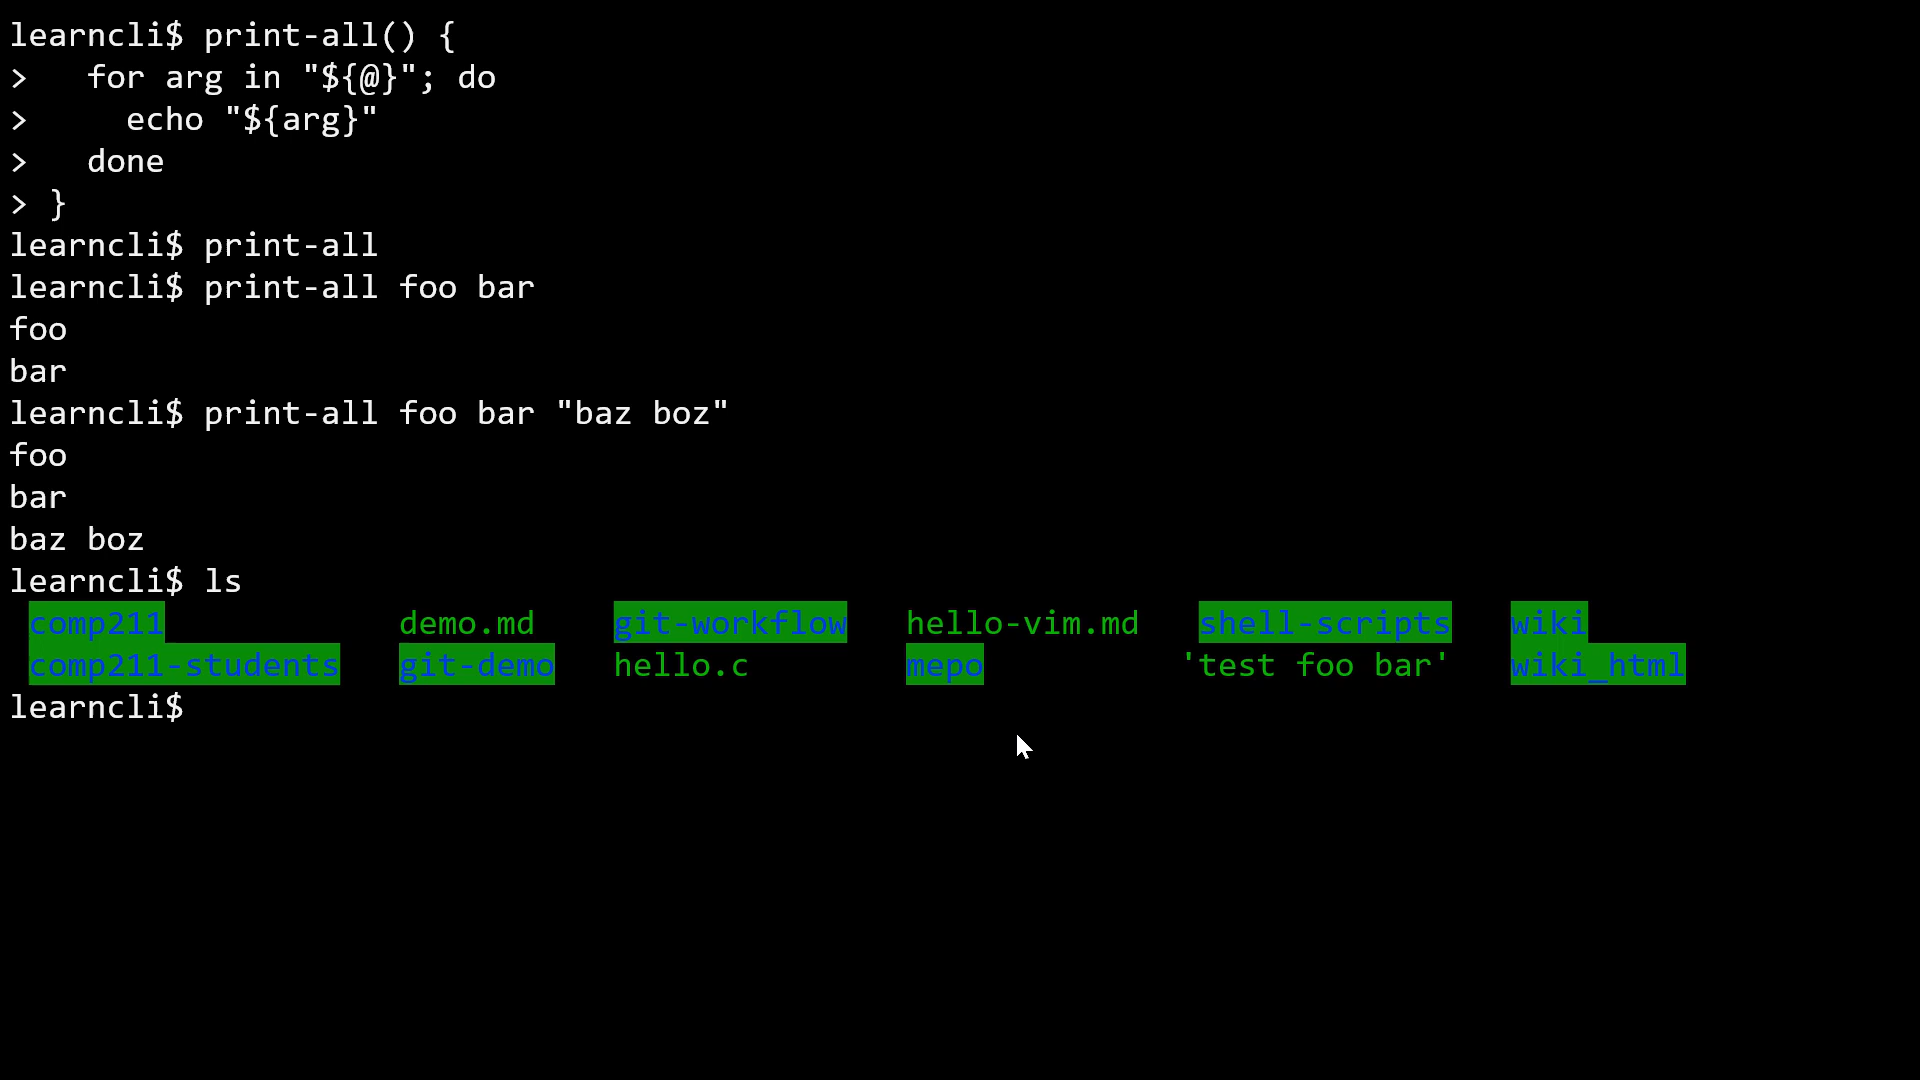 learncli$ print-all() {
>   for arg in "${@}"; do
>     echo "${arg}"
>   done
> }
learncli$ print-all
learncli$ print-all foo bar
foo
bar
learncli$ print-all foo bar "baz boz"
foo
bar
baz boz
learncli$ ls
 comp211            demo.md    git-workflow   hello-vim.md   shell-scripts   wiki
 comp211-students   git-demo   hello.c        mepo          'test foo bar'   wiki_html
learncli$